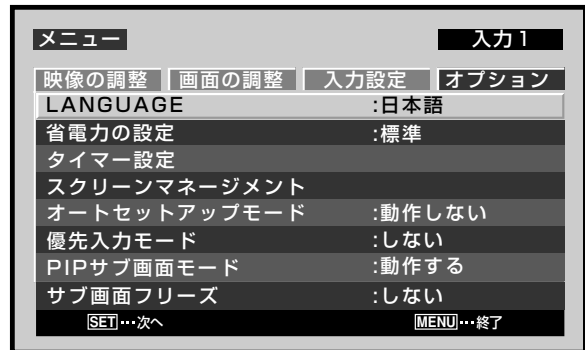 メニュー 入力1
映像の調整 画面の調整 入力設定 オプション
LANGUAGE :日本語
省電力の設定 :標準
タイマー設定
スクリーンマネージメント
オートセットアップモード :動作しない
優先入力モード :しない
PIPサブ画面モード :動作する
サブ画面フリーズ :しない
SET…次へ MENU…終了